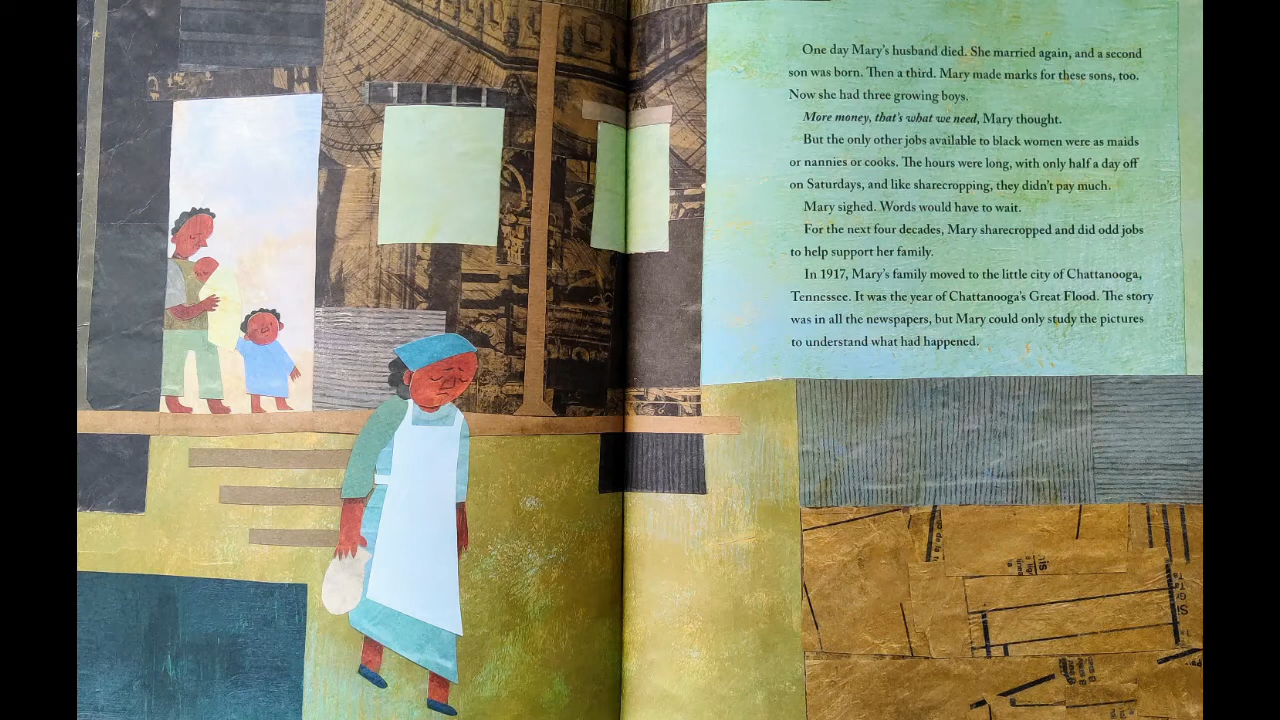 One day Mary's husband died. She married again, and a second
son was born. Then a third. Mary made marks for these sons, too.
Now she had three growing boys.
More money, that's what we need, Mary thought.
But the only other jobs available to black women were as maids
or nannies or cooks. The hours were long, with only half a day off
on Saturdays, and like sharecropping, they didn't pay much.
Mary sighed. Words would have to wait.
For the next four decades, Mary sharecropped and did odd jobs
to help support her family.
In 1917, Mary's family moved to the little city of Chattanooga,
Tennessee. It was the year of Chattanooga's Great Flood. The story
was in all the newspapers, but Mary could only study the pictures
to understand what had happened.